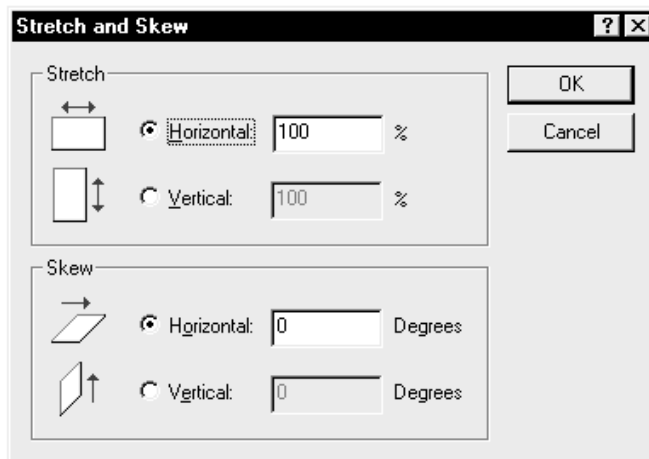 Stretch and Skew
Stretch
Horizontal: 100 %
Vertical: 100 %
OK
Cancel
Skew
Horizontal: 0 Degrees
Vertical: 0 Degrees